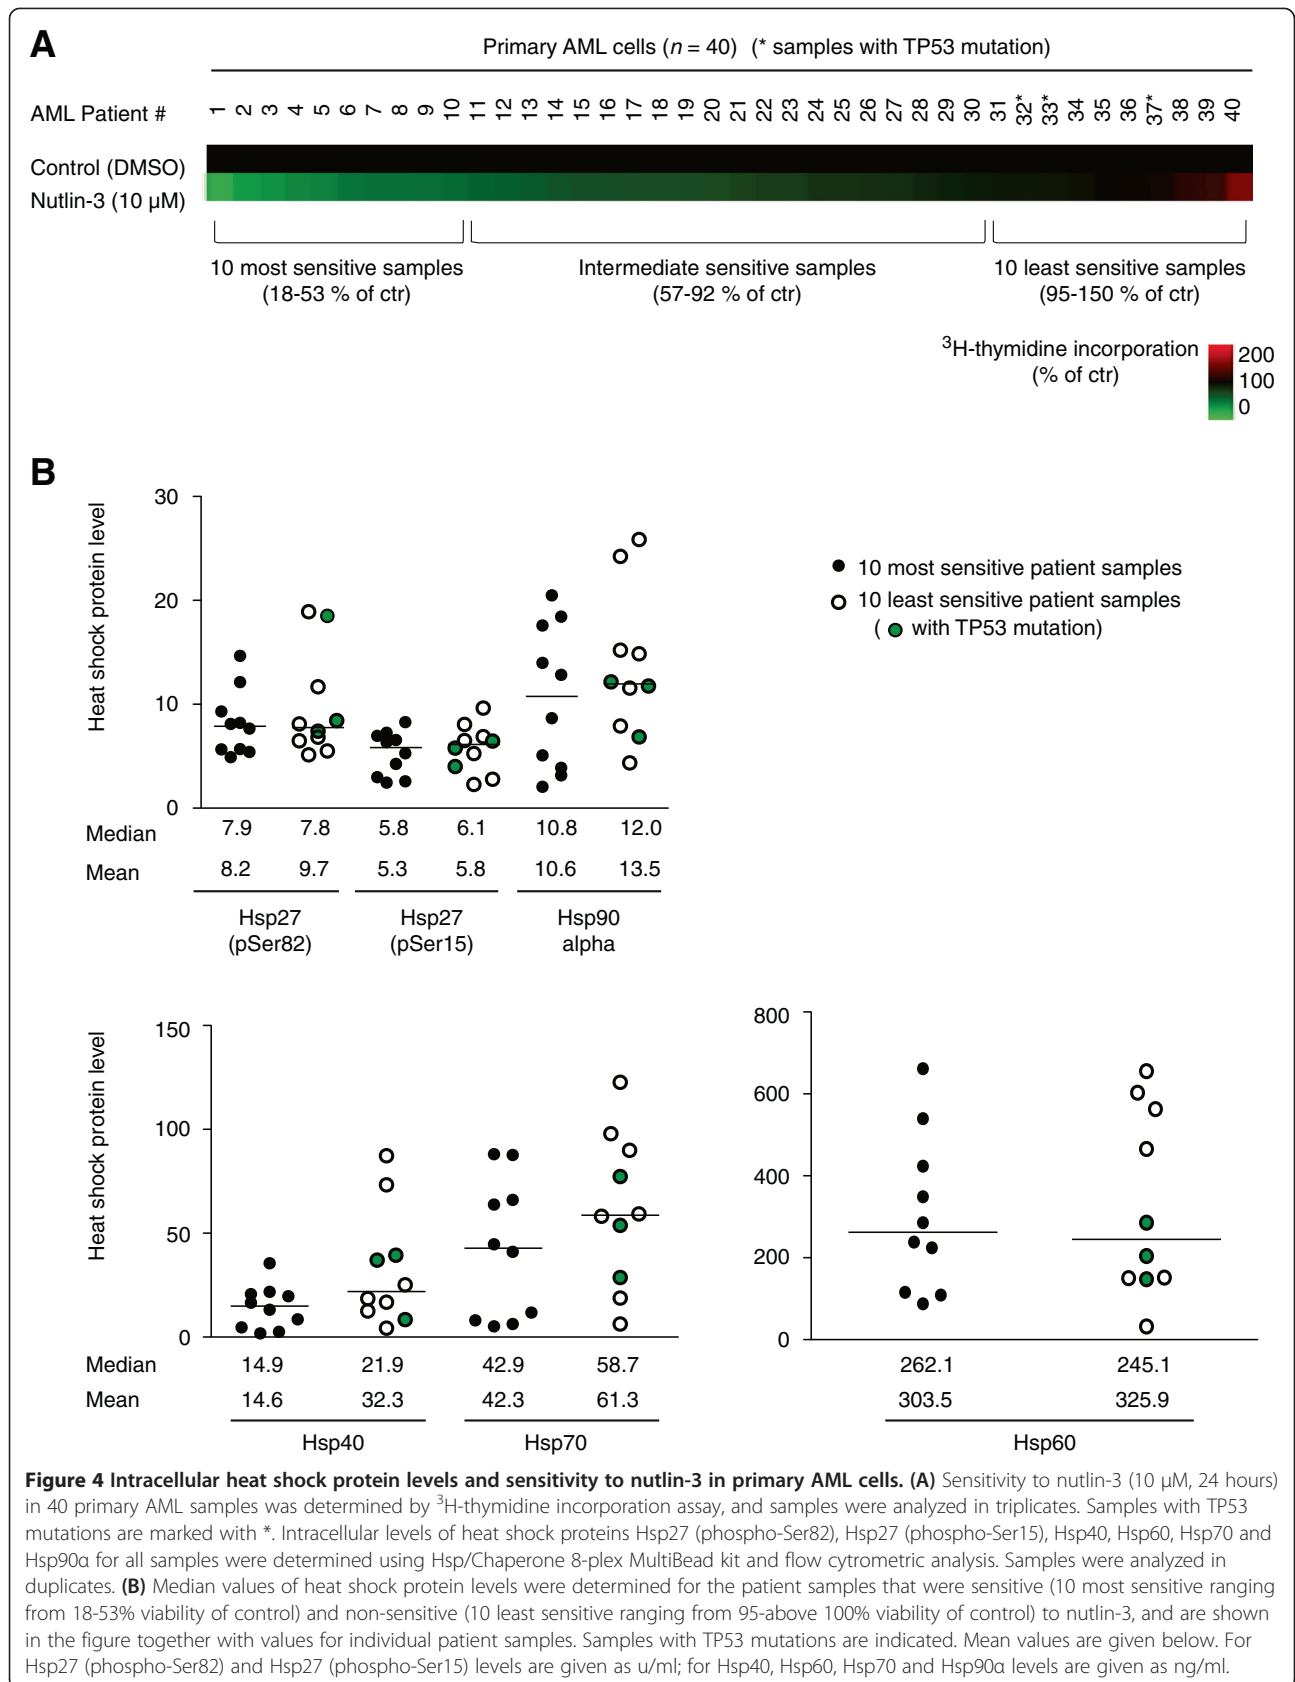 A
Primary AML cells (n = 40) (* samples with TP53 mutation)
AML Patient # 1 2 3 4 5 6 7 8 9 10 11 12 13 14 15 16 17 18 19 20 21 22 23 24 25 26 27 28 29 30 31 32* 33* 34 35 36 37* 38 39 40
Control (DMSO)
Nutlin-3 (10 µM)
10 most sensitive samples
(18-53 % of ctr)
Intermediate sensitive samples
(57-92 % of ctr)
10 least sensitive samples
(95-150 % of ctr)
³H-thymidine incorporation
(% of ctr)
200
100
0
B
Heat shock protein level
30
20
10
0
10 most sensitive patient samples
10 least sensitive patient samples
( with TP53 mutation)
Median 7.9 7.8 5.8 6.1 10.8 12.0
Mean 8.2 9.7 5.3 5.8 10.6 13.5
Hsp27
(pSer82)
Hsp27
(pSer15)
Hsp90
alpha
Heat shock protein level
150
100
50
0
800
600
400
200
0
Median 14.9 21.9 42.9 58.7 262.1 245.1
Mean 14.6 32.3 42.3 61.3 303.5 325.9
Hsp40 Hsp70 Hsp60
Figure 4 Intracellular heat shock protein levels and sensitivity to nutlin-3 in primary AML cells. (A) Sensitivity to nutlin-3 (10 µM, 24 hours)
in 40 primary AML samples was determined by ³H-thymidine incorporation assay, and samples were analyzed in triplicates. Samples with TP53
mutations are marked with *. Intracellular levels of heat shock proteins Hsp27 (phospho-Ser82), Hsp27 (phospho-Ser15), Hsp40, Hsp60, Hsp70 and
Hsp90α for all samples were determined using Hsp/Chaperone 8-plex MultiBead kit and flow cytrometric analysis. Samples were analyzed in
duplicates. (B) Median values of heat shock protein levels were determined for the patient samples that were sensitive (10 most sensitive ranging
from 18-53% viability of control) and non-sensitive (10 least sensitive ranging from 95-above 100% viability of control) to nutlin-3, and are shown
in the figure together with values for individual patient samples. Samples with TP53 mutations are indicated. Mean values are given below. For
Hsp27 (phospho-Ser82) and Hsp27 (phospho-Ser15) levels are given as u/ml; for Hsp40, Hsp60, Hsp70 and Hsp90α levels are given as ng/ml.